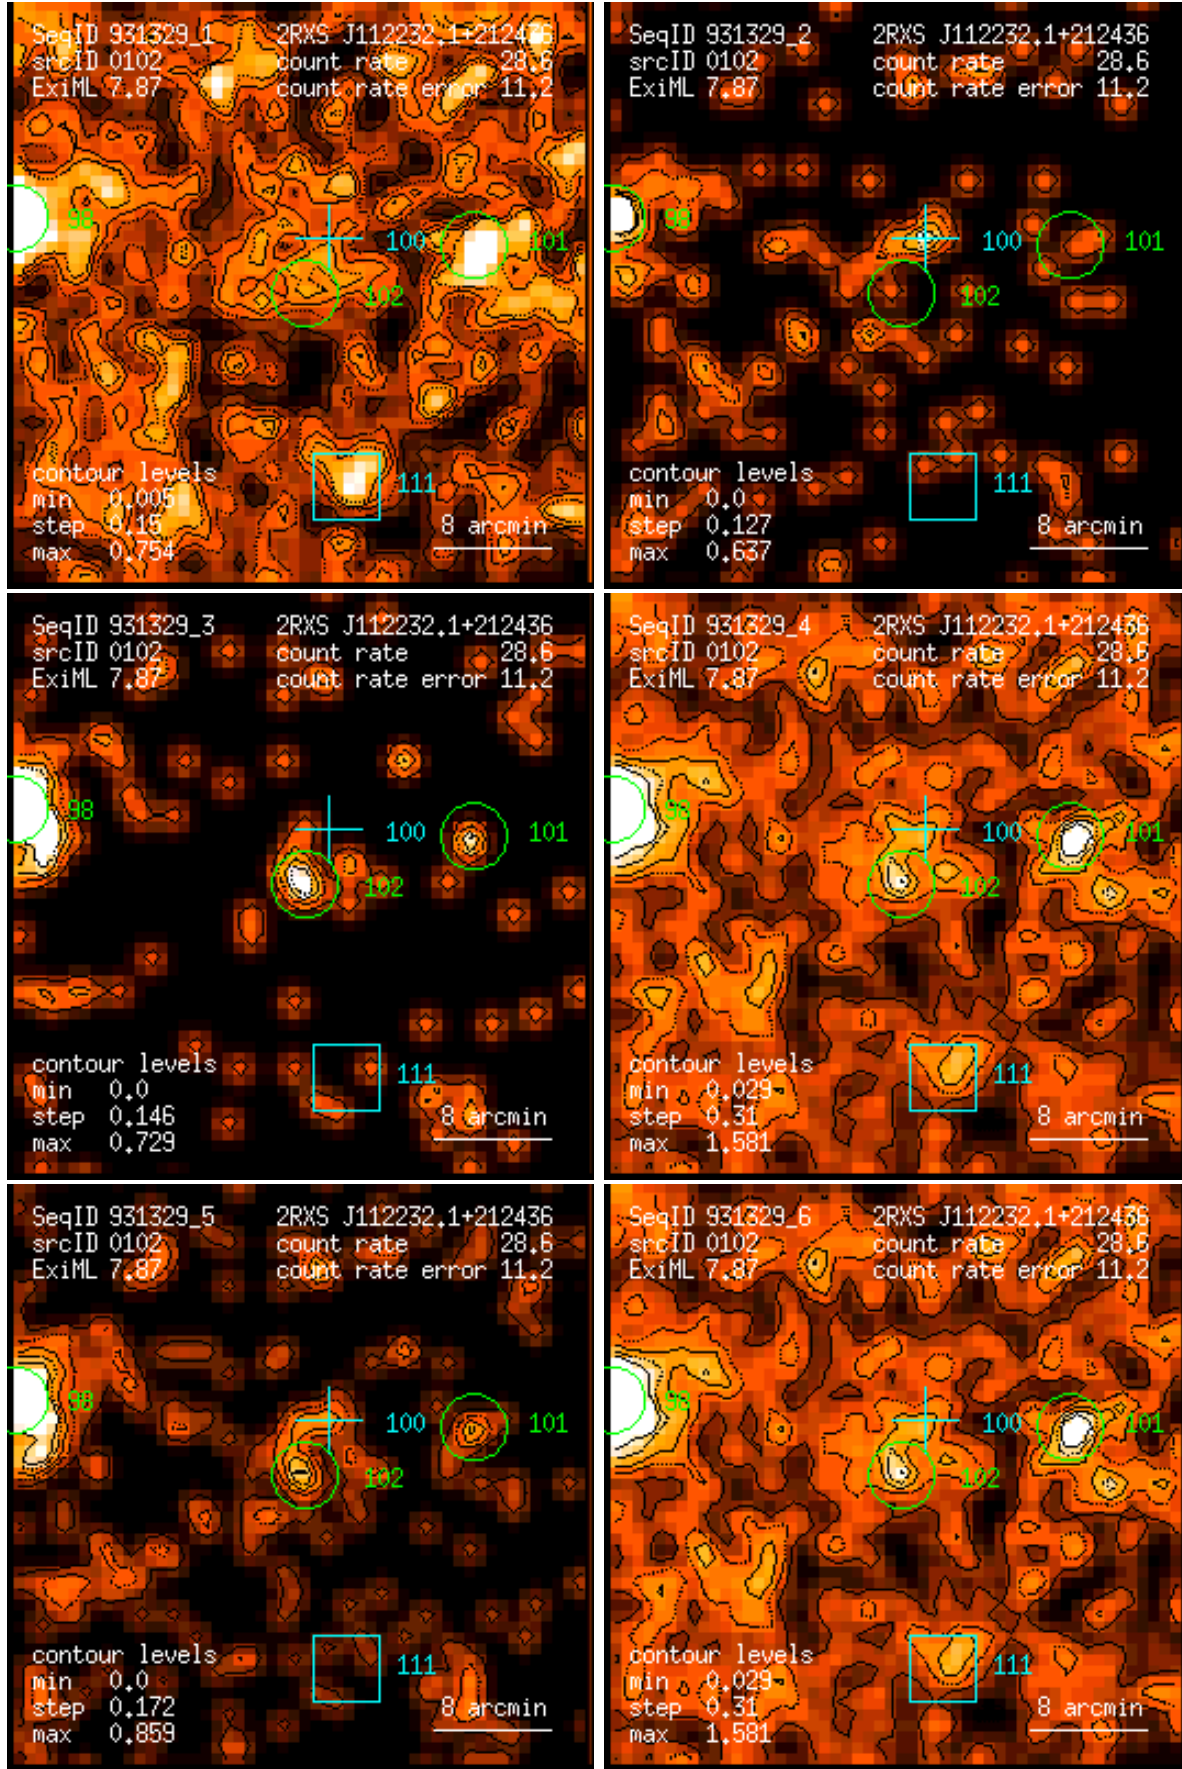 SeqID 931329_1 2RXS J112232.1+212436
srcID 0102 count rate 28.6
ExiML 7.87 count rate error 11.2
98
100
101
102
contour levels
111
min 0.005
step 0.15
8 arcmin
max 0.754
SeqID 931329_2 2RXS J112232.1+212436
srcID 0102 count rate 28.6
ExiML 7.87 count rate error 11.2
98
100
101
102
contour levels
111
min 0.0
step 0.127
8 arcmin
max 0.637
SeqID 931329_3 2RXS J112232.1+212436
srcID 0102 count rate 28.6
ExiML 7.87 count rate error 11.2
98
100
101
102
contour levels
111
min 0.0
step 0.146
8 arcmin
max 0.729
SeqID 931329_4 2RXS J112232.1+212436
srcID 0102 count rate 28.6
ExiML 7.87 count rate error 11.2
98
100
101
102
contour levels
111
min 0.029
step 0.31
8 arcmin
max 1.581
SeqID 931329_5 2RXS J112232.1+212436
srcID 0102 count rate 28.6
ExiML 7.87 count rate error 11.2
98
100
101
102
contour levels
111
min 0.0
step 0.172
8 arcmin
max 0.859
SeqID 931329_6 2RXS J112232.1+212436
srcID 0102 count rate 28.6
ExiML 7.87 count rate error 11.2
98
100
101
102
contour levels
111
min 0.029
step 0.31
8 arcmin
max 1.581